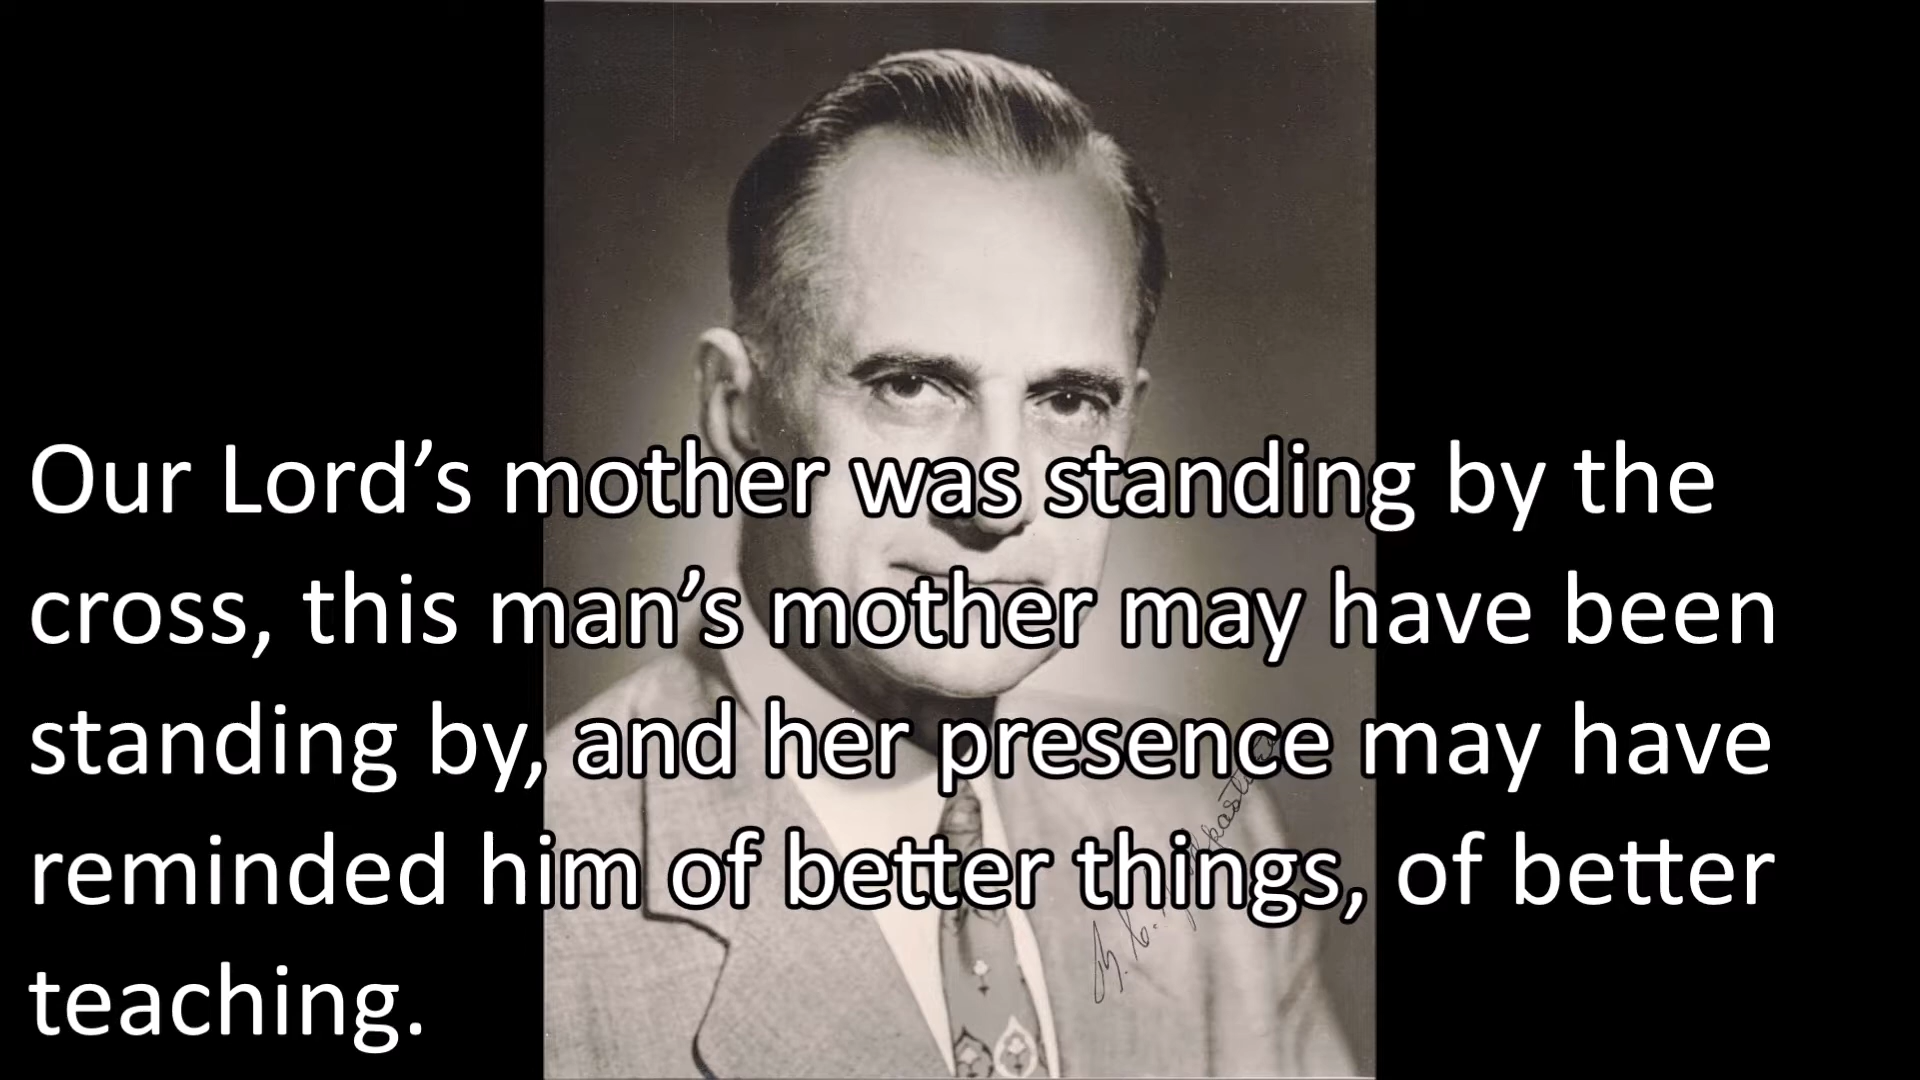 Our Lord’s mother was standing by the
cross, this man’s mother may have been
standing by, and her presence may have
reminded him of better things, of better
teaching.